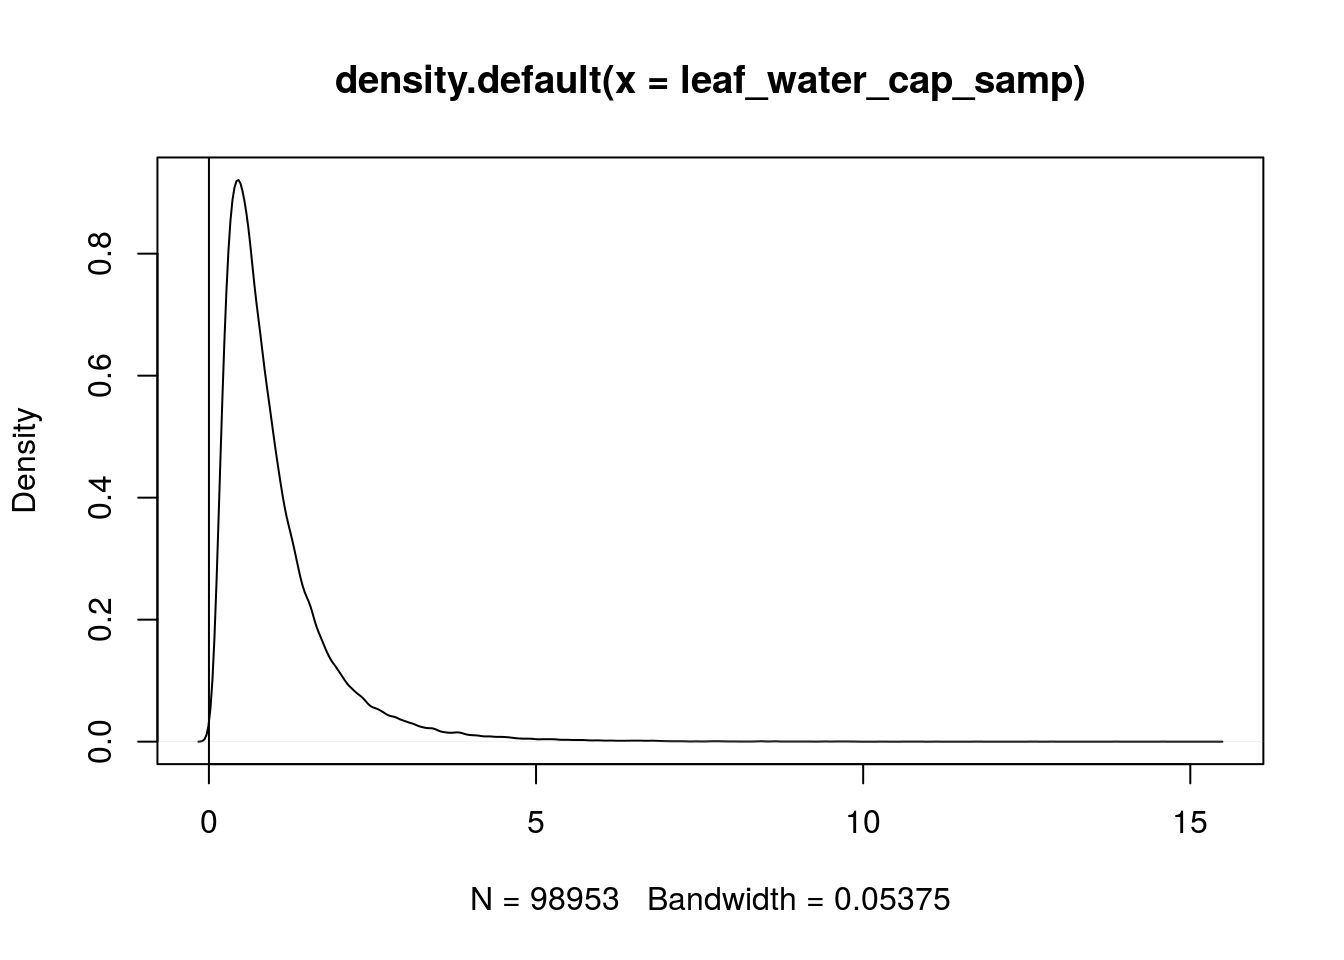 density.default(x = leaf_water_cap_samp)
Density
0.8
0.6
0.4
0.2
0.0
0 5 10 15
N = 98953   Bandwidth = 0.05375